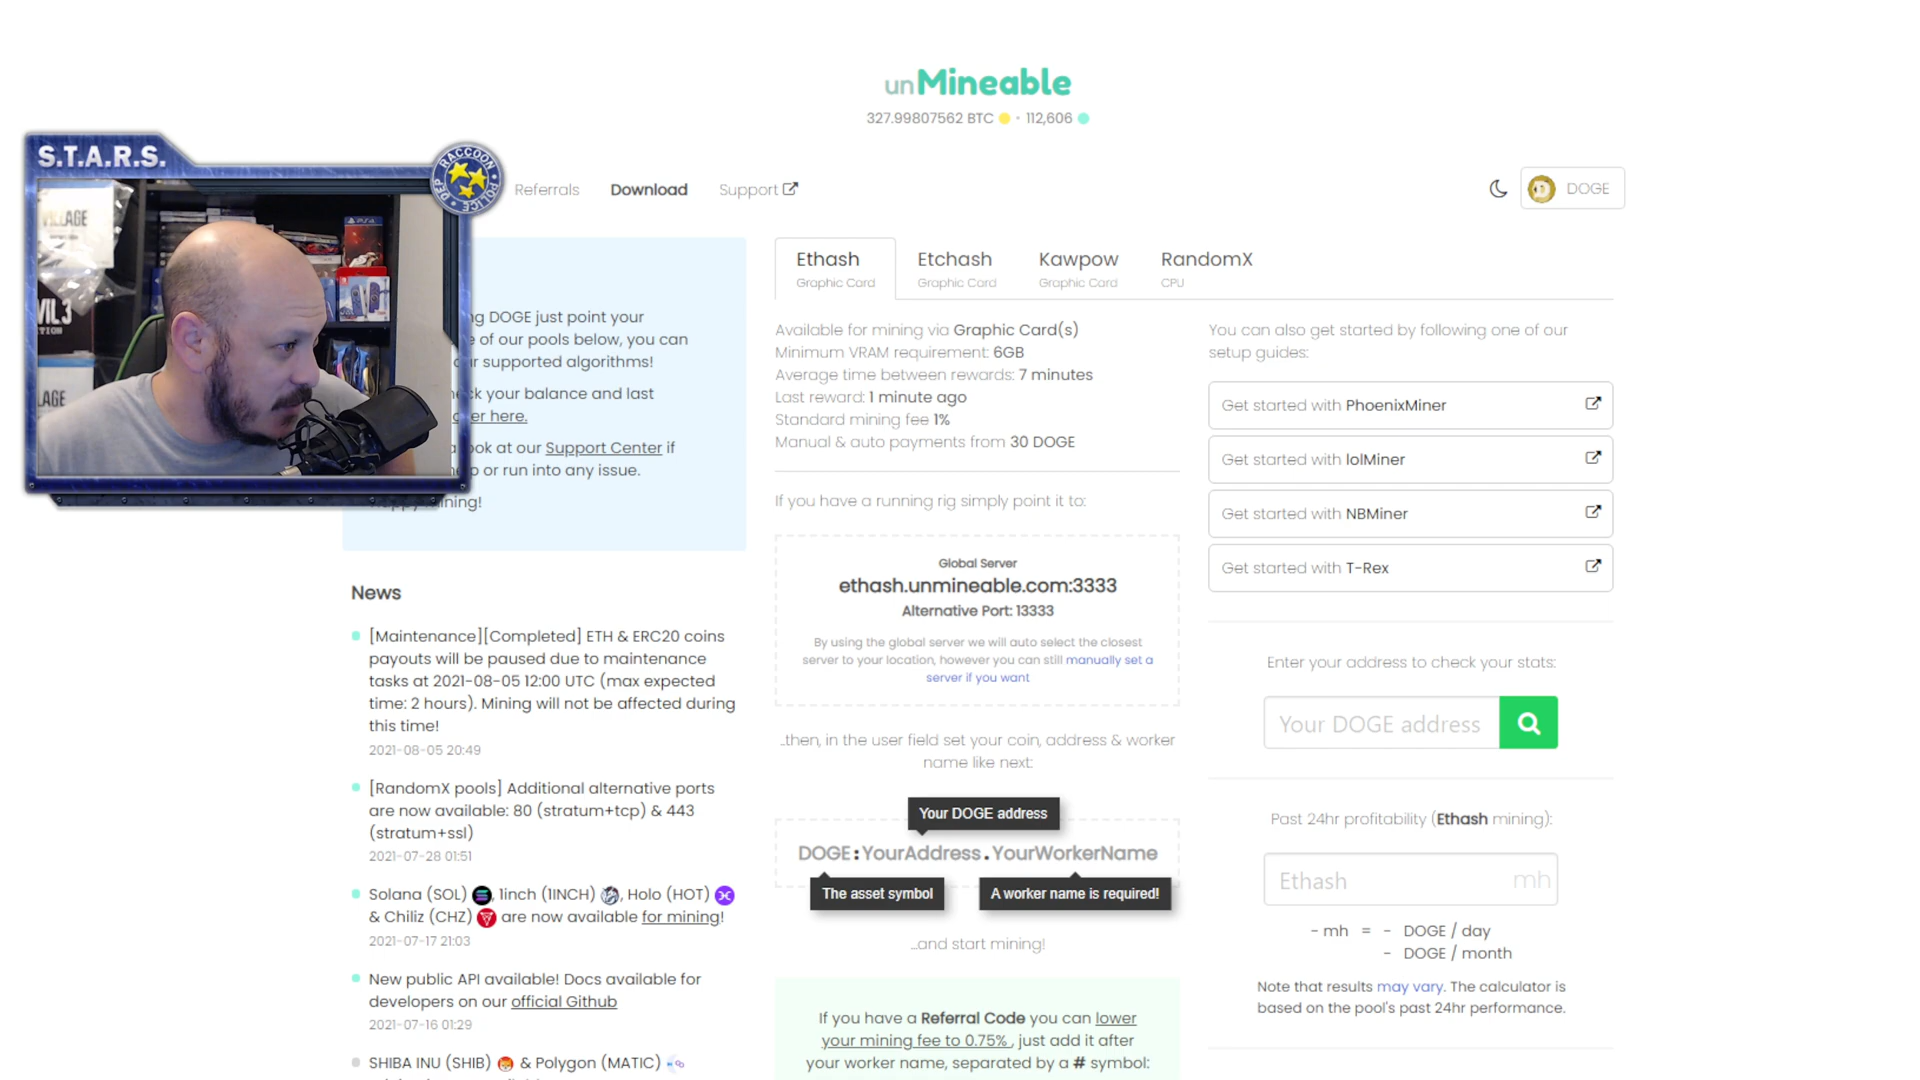 unMineable
327.99807562 BTC • 112,606
S.T.A.R.S.
RACCOON
POLICE DEP
VILLAGE
PS4
VIL3
LAGE
Referrals
Download
Support
DOGE
ng DOGE just point your
e of our pools below, you can
ur supported algorithms!
eck your balance and last
over here.
ook at our Support Center if
p or run into any issue.
Happy mining!
News
[Maintenance][Completed] ETH & ERC20 coins
payouts will be paused due to maintenance
tasks at 2021-08-05 12:00 UTC (max expected
time: 2 hours). Mining will not be affected during
this time!
2021-08-05 20:49
[RandomX pools] Additional alternative ports
are now available: 80 (stratum+tcp) & 443
(stratum+ssl)
2021-07-28 01:51
Solana (SOL) , 1inch (1INCH) , Holo (HOT)
& Chiliz (CHZ) are now available for mining!
2021-07-17 21:03
New public API available! Docs available for
developers on our official Github
2021-07-16 01:29
SHIBA INU (SHIB) & Polygon (MATIC)
Ethash
Graphic Card
Etchash
Graphic Card
Kawpow
Graphic Card
RandomX
CPU
Available for mining via Graphic Card(s)
Minimum VRAM requirement: 6GB
Average time between rewards: 7 minutes
Last reward: 1 minute ago
Standard mining fee 1%
Manual & auto payments from 30 DOGE
If you have a running rig simply point it to:
Global Server
ethash.unmineable.com:3333
Alternative Port: 13333
By using the global server we will auto select the closest
server to your location, however you can still manually set a
server if you want
...then, in the user field set your coin, address & worker
name like next:
Your DOGE address
DOGE:YourAddress.YourWorkerName
The asset symbol
A worker name is required!
...and start mining!
If you have a Referral Code you can lower
your mining fee to 0.75% , just add it after
your worker name, separated by a # symbol:
You can also get started by following one of our
setup guides:
Get started with PhoenixMiner
Get started with lolMiner
Get started with NBMiner
Get started with T-Rex
Enter your address to check your stats:
Your DOGE address
Past 24hr profitability (Ethash mining):
Ethash mh
- mh = - DOGE / day
- DOGE / month
Note that results may vary. The calculator is
based on the pool's past 24hr performance.